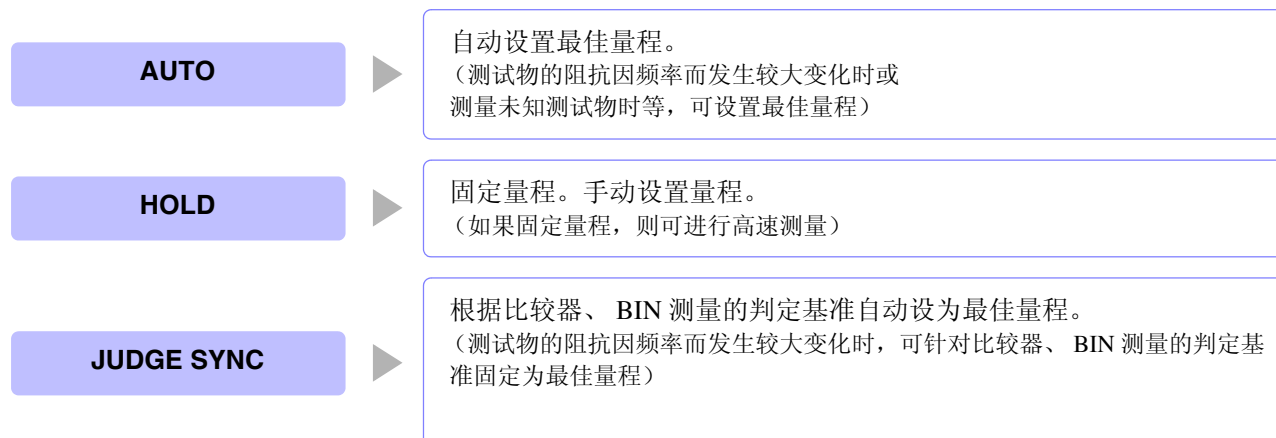 AUTO
自动设置最佳量程。
（测试物的阻抗因频率而发生较大变化时或
测量未知测试物时等，可设置最佳量程）
HOLD
固定量程。手动设置量程。
（如果固定量程，则可进行高速测量）
JUDGE SYNC
根据比较器、 BIN 测量的判定基准自动设为最佳量程。
（测试物的阻抗因频率而发生较大变化时，可针对比较器、 BIN 测量的判定基
准固定为最佳量程）